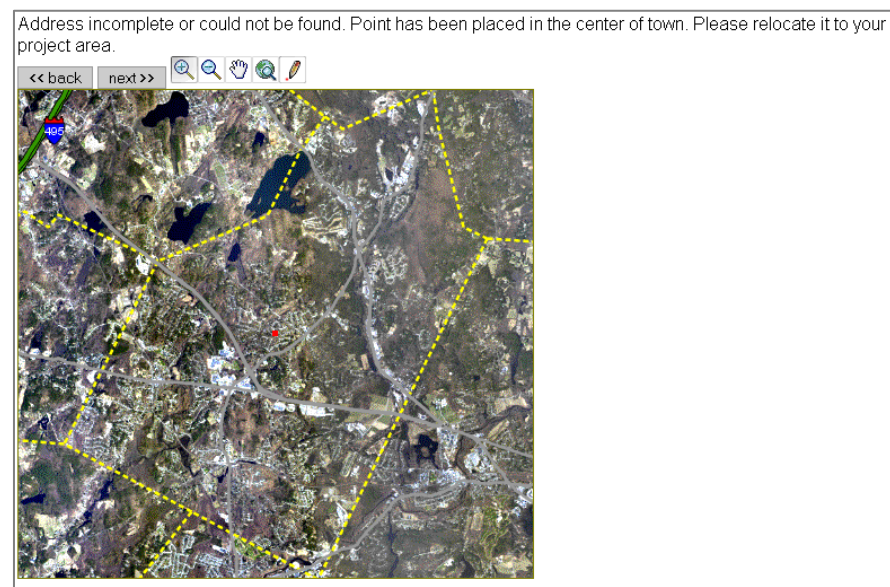 Address incomplete or could not be found. Point has been placed in the center of town. Please relocate it to your
project area.
<< back next >>
495